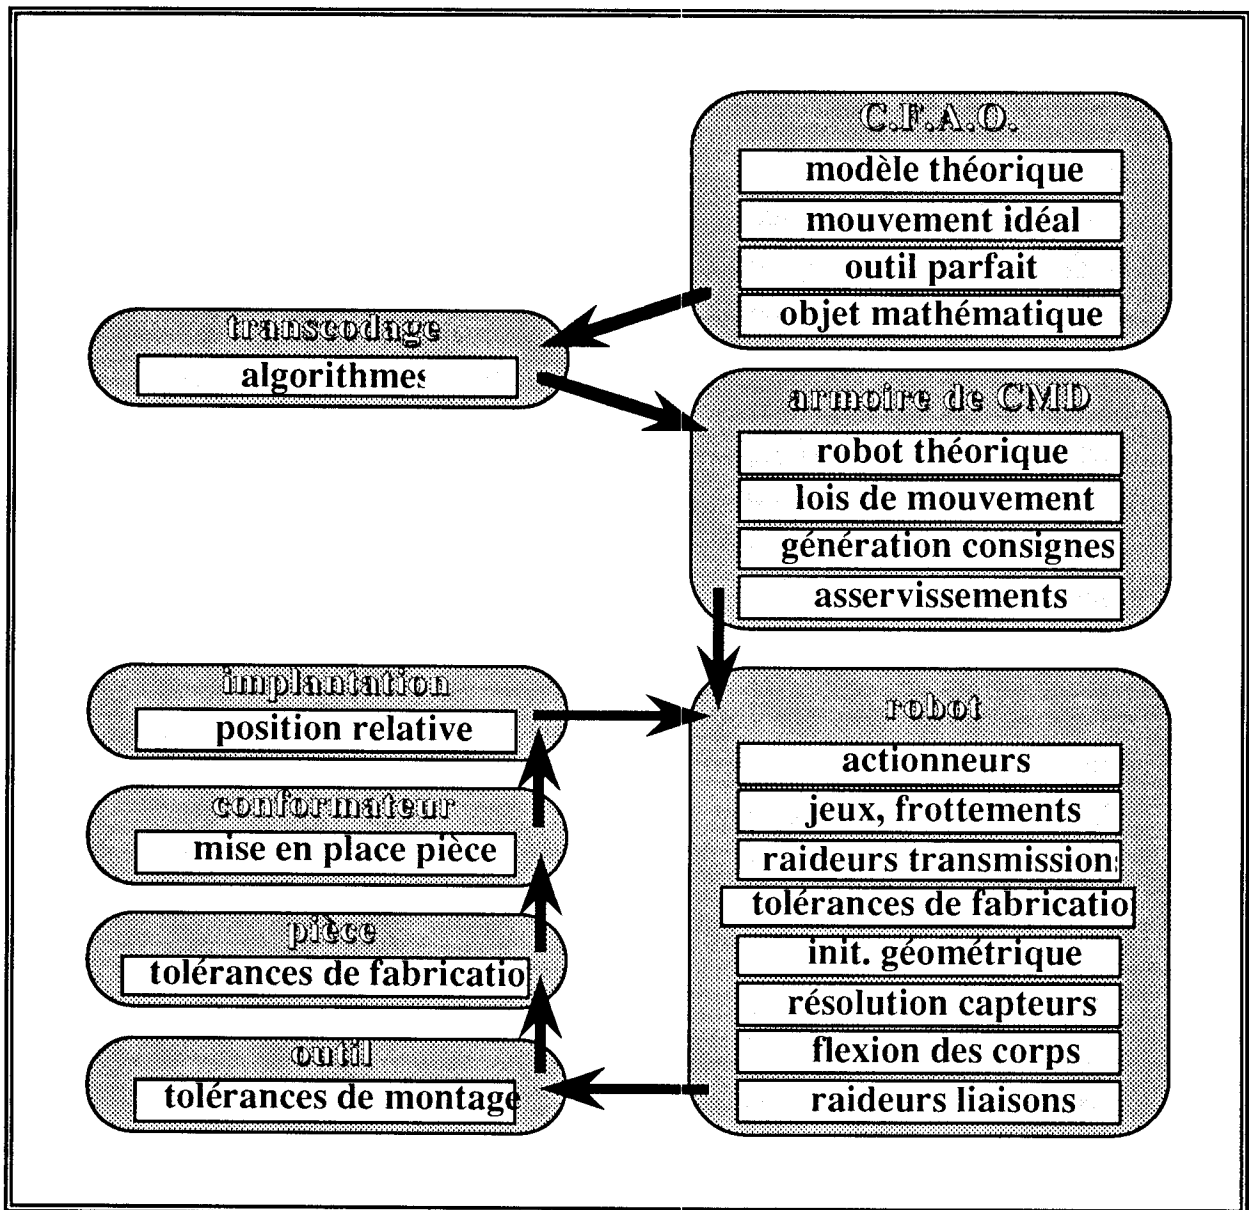 C.F.A.O.
modèle théorique
mouvement idéal
outil parfait
objet mathématique
transcodage
algorithmes
armoire de CMD
robot théorique
lois de mouvement
génération consignes
asservissements
implantation
position relative
conformateur
mise en place pièce
pièce
tolérances de fabricatio
outil
tolérances de montage
robot
actionneurs
jeux, frottements
raideurs transmission
tolérances de fabricatio
init. géométrique
résolution capteurs
flexion des corps
raideurs liaisons